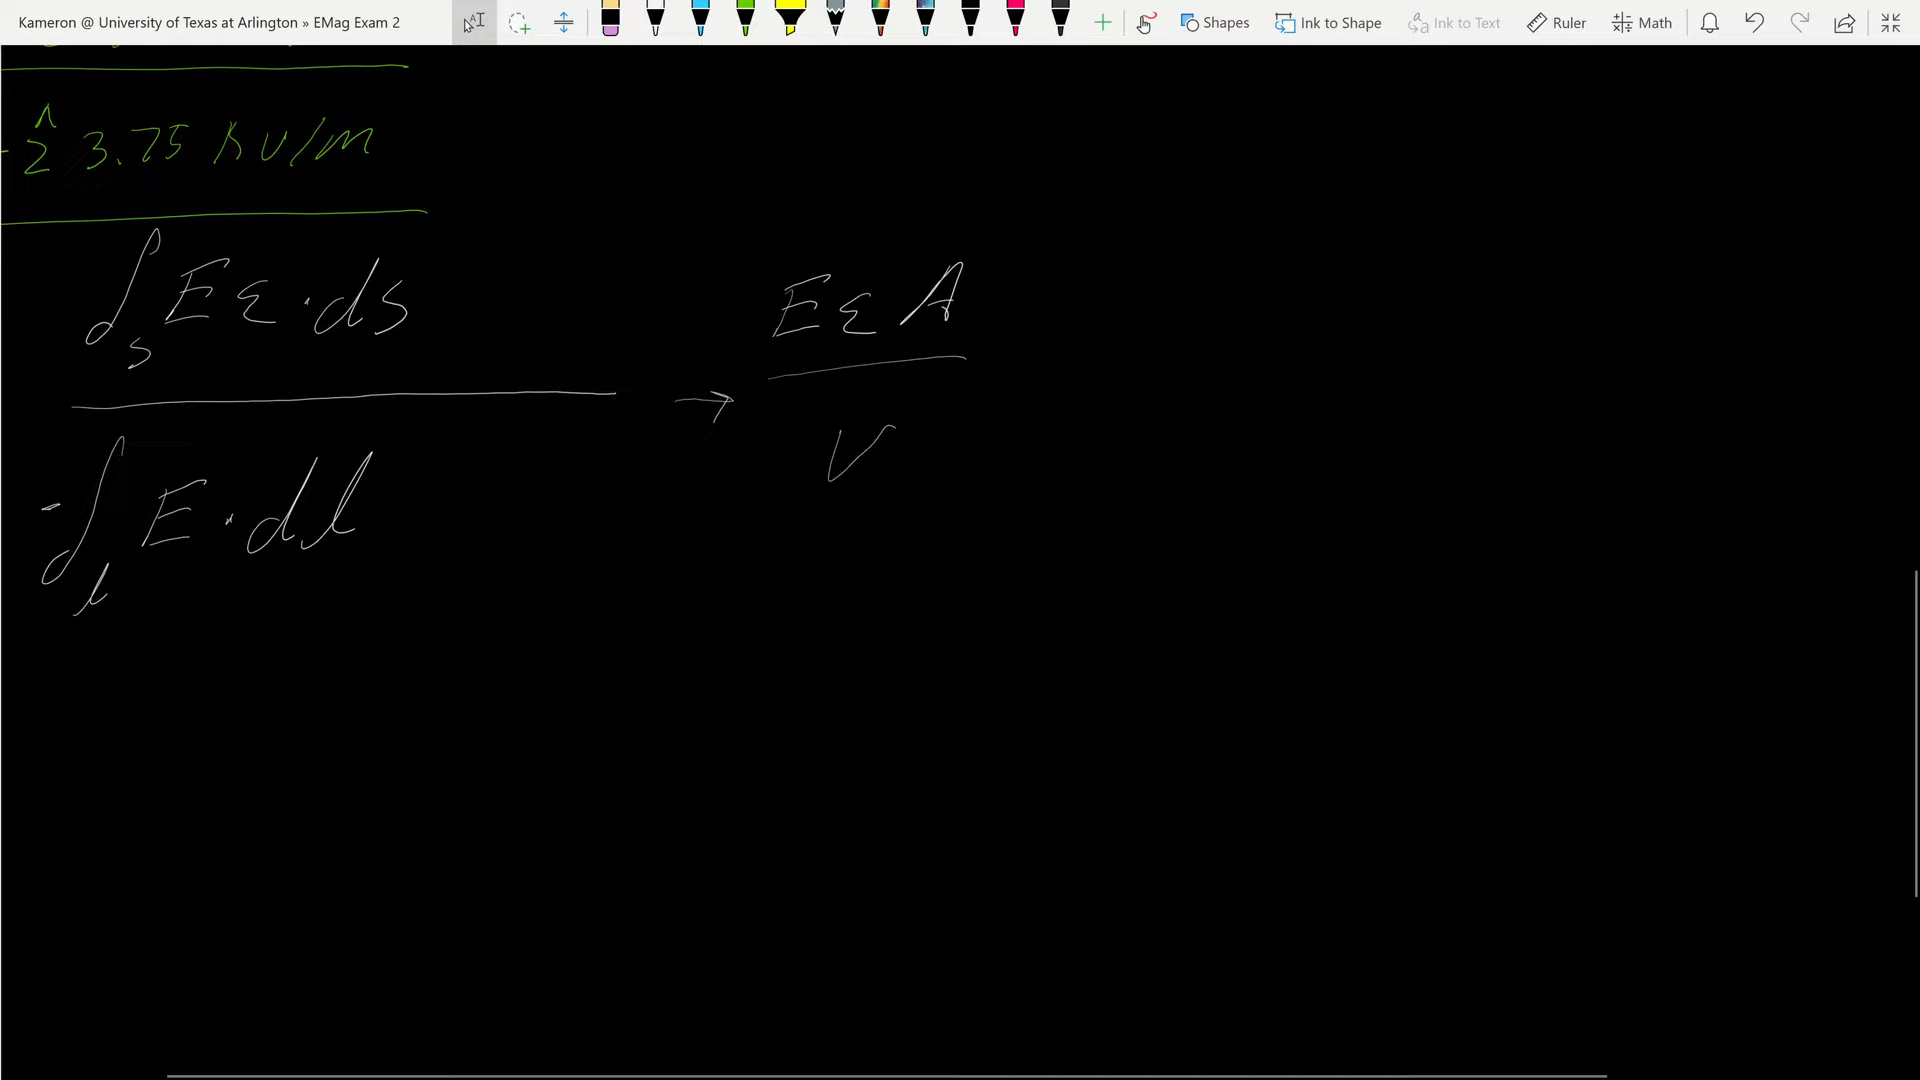 Kameron @ University of Texas at Arlington » EMag Exam 2
Shapes
Ink to Shape
Ink to Text
Ruler
Math
- ẑ 3.75 KV/m
∫s Eε · ds
-∫l E · dl
→
EεA
V